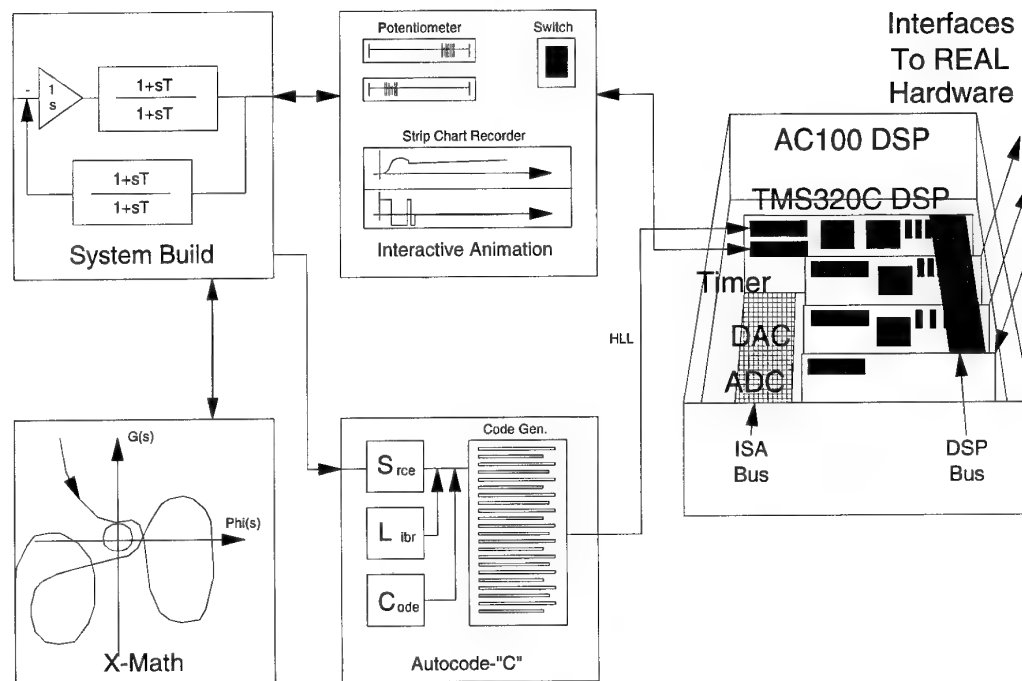 1
s
1+sT
1+sT
1+sT
1+sT
System Build
Potentiometer
Switch
Strip Chart Recorder
Interactive Animation
Interfaces
To REAL
Hardware
AC100 DSP
TMS320C DSP
Timer
DAC
ADC
HLL
ISA
Bus
DSP
Bus
G(s)
Phi(s)
X-Math
Code Gen.
S rce
L ibr
C ode
Autocode-"C"